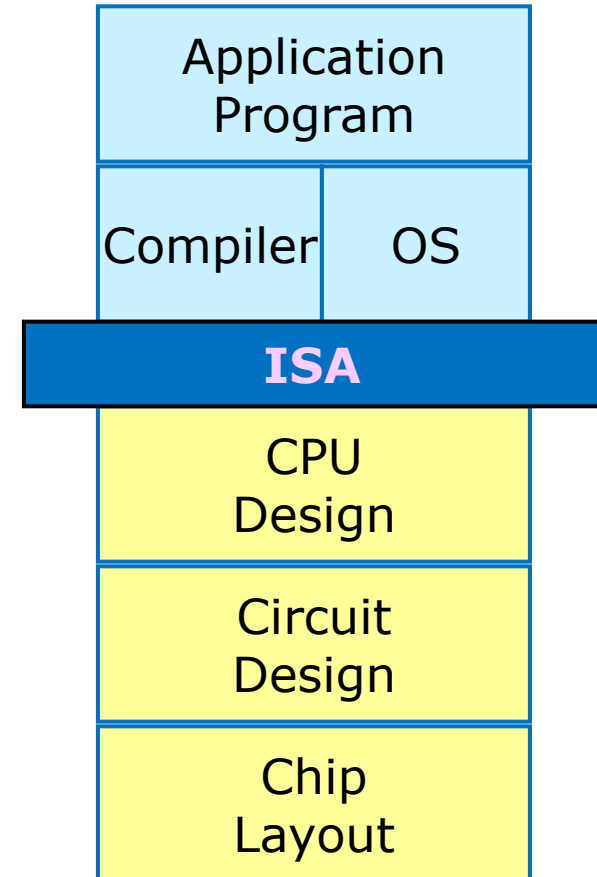 Application
Program
Compiler OS
ISA
CPU
Design
Circuit
Design
Chip
Layout